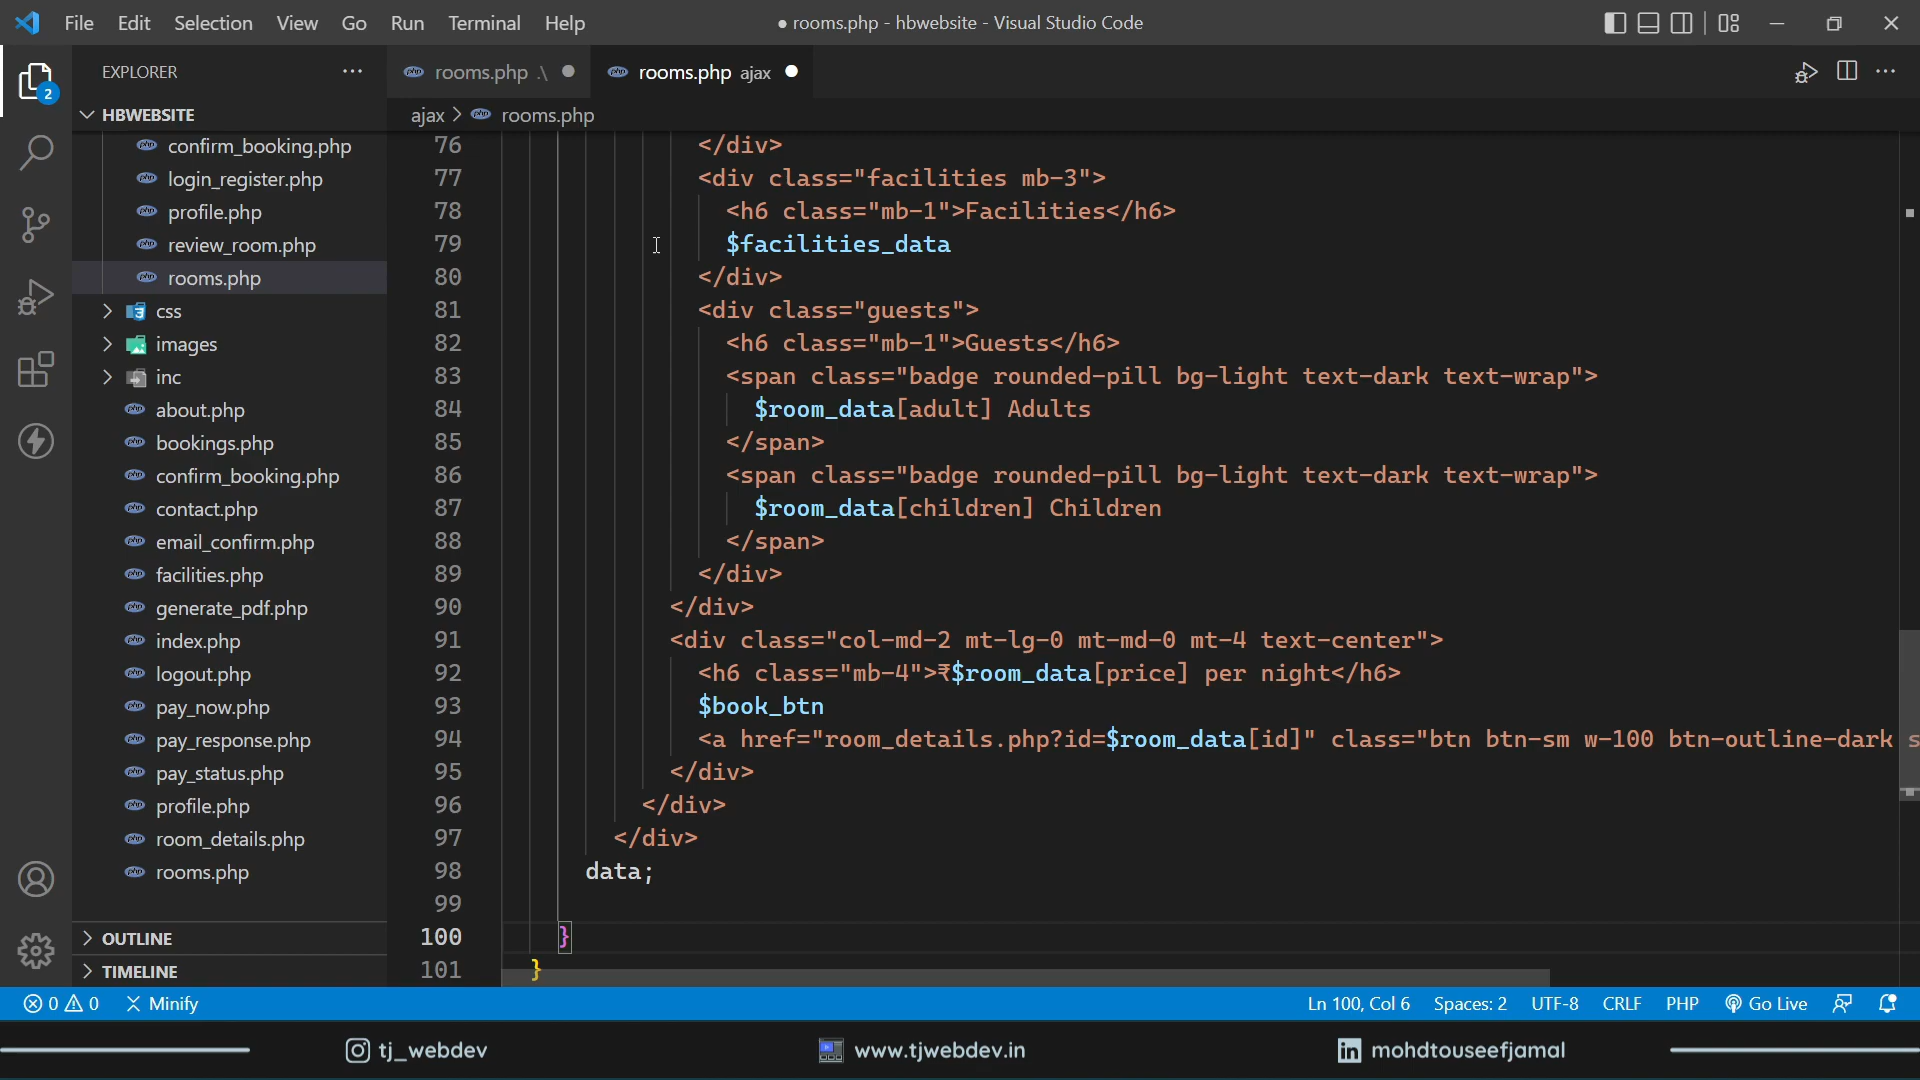 File Edit Selection View Go Run Terminal Help
● rooms.php - hbwebsite - Visual Studio Code
EXPLORER
rooms.php .\
rooms.php ajax
2
HBWEBSITE
ajax > rooms.php
confirm_booking.php
login_register.php
profile.php
review_room.php
rooms.php
css
images
inc
about.php
bookings.php
confirm_booking.php
contact.php
email_confirm.php
facilities.php
generate_pdf.php
index.php
logout.php
pay_now.php
pay_response.php
pay_status.php
profile.php
room_details.php
rooms.php
OUTLINE
TIMELINE
76 </div>
77 <div class="facilities mb-3">
78 <h6 class="mb-1">Facilities</h6>
79 $facilities_data
80 </div>
81 <div class="guests">
82 <h6 class="mb-1">Guests</h6>
83 <span class="badge rounded-pill bg-light text-dark text-wrap">
84 $room_data[adult] Adults
85 </span>
86 <span class="badge rounded-pill bg-light text-dark text-wrap">
87 $room_data[children] Children
88 </span>
89 </div>
90 </div>
91 <div class="col-md-2 mt-lg-0 mt-md-0 mt-4 text-center">
92 <h6 class="mb-4">₹$room_data[price] per night</h6>
93 $book_btn
94 <a href="room_details.php?id=$room_data[id]" class="btn btn-sm w-100 btn-outline-dark s
95 </div>
96 </div>
97 </div>
98 data;
99
100 }
101 }
0 0 Minify
Ln 100, Col 6 Spaces: 2 UTF-8 CRLF PHP Go Live
tj_webdev
www.tjwebdev.in
mohdtouseefjamal